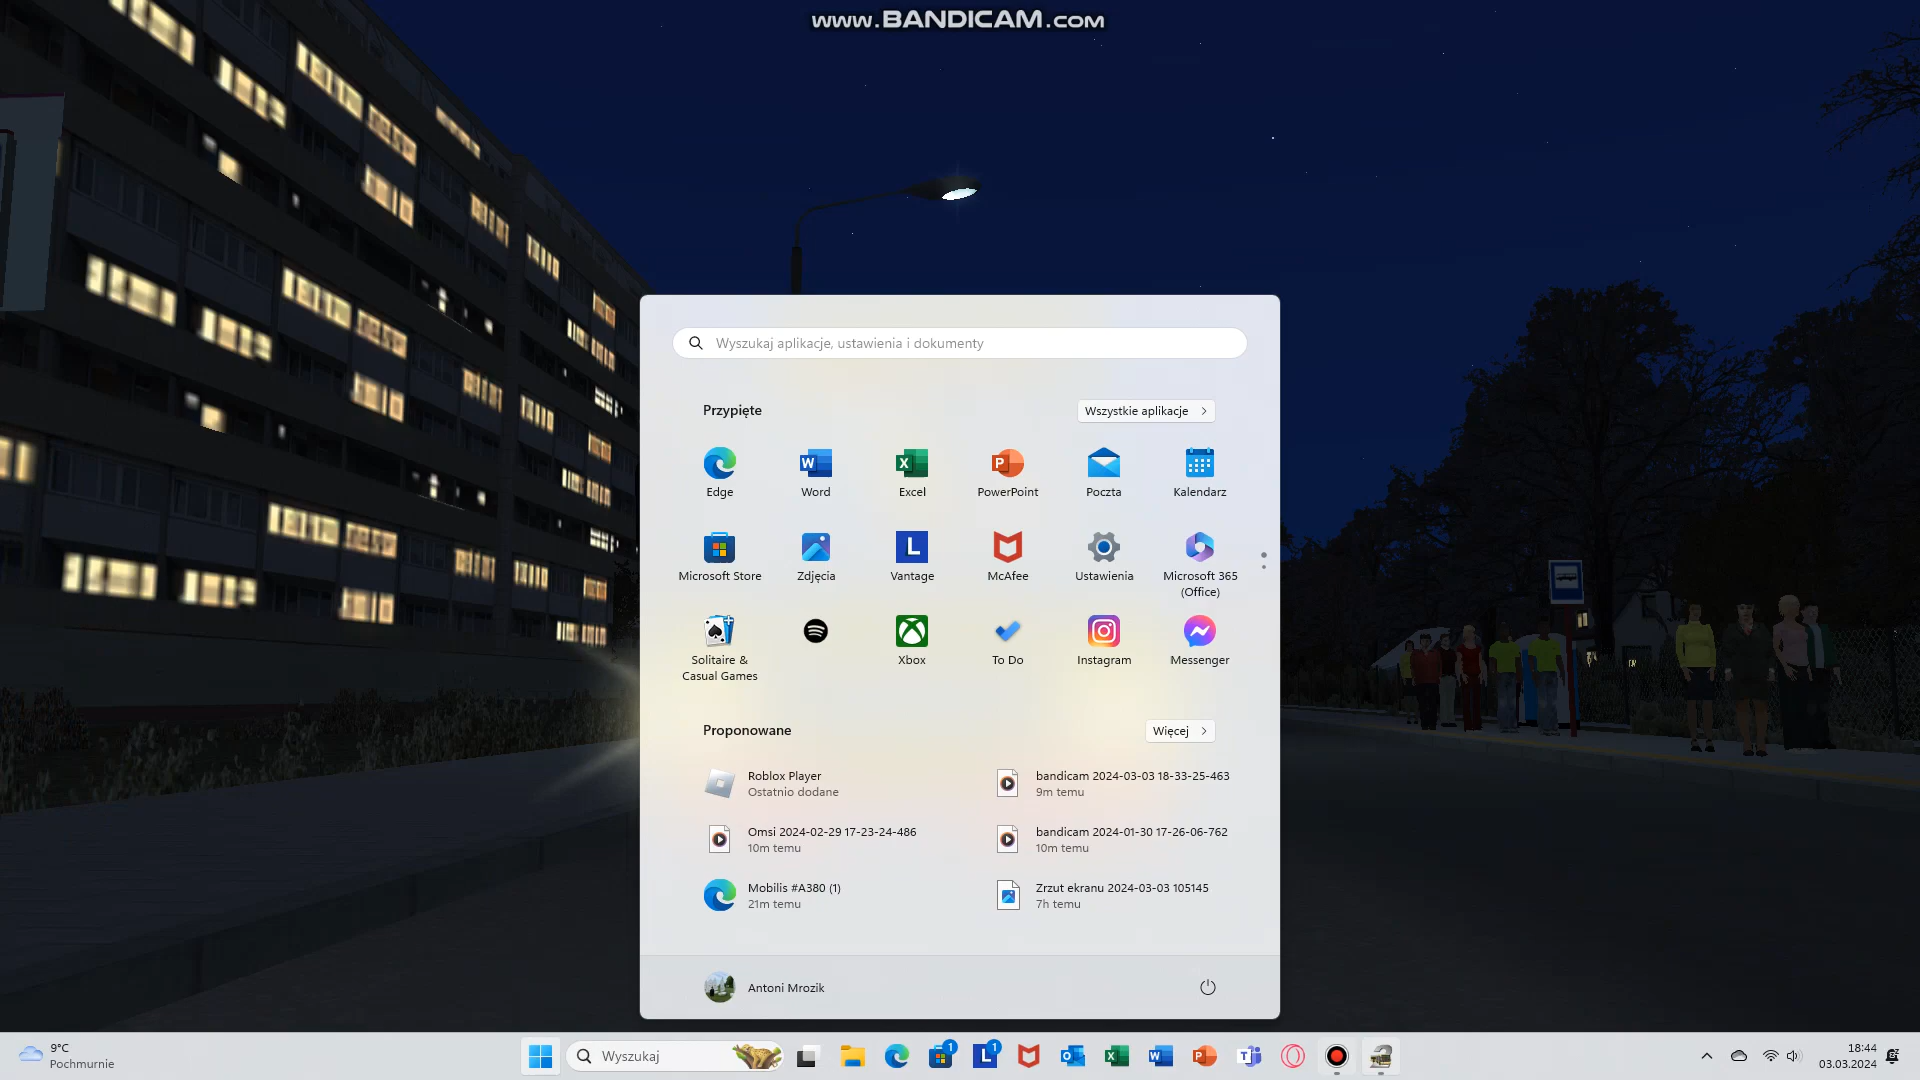 www.BANDICAM.com
Wyszukaj aplikacje, ustawienia i dokumenty
Przypięte
Wszystkie aplikacje
Edge
Word
Excel
PowerPoint
Poczta
Kalendarz
Microsoft Store
Zdjęcia
Vantage
McAfee
Ustawienia
Microsoft 365
(Office)
Solitaire &
Casual Games
Xbox
To Do
Instagram
Messenger
Proponowane
Więcej
Roblox Player
Ostatnio dodane
bandicam 2024-03-03 18-33-25-463
9m temu
Omsi 2024-02-29 17-23-24-486
10m temu
bandicam 2024-01-30 17-26-06-762
10m temu
Mobilis #A380 (1)
21m temu
Zrzut ekranu 2024-03-03 105145
7h temu
Antoni Mrozik
9°C
Pochmurnie
Wyszukaj
1
1
18:44
03.03.2024